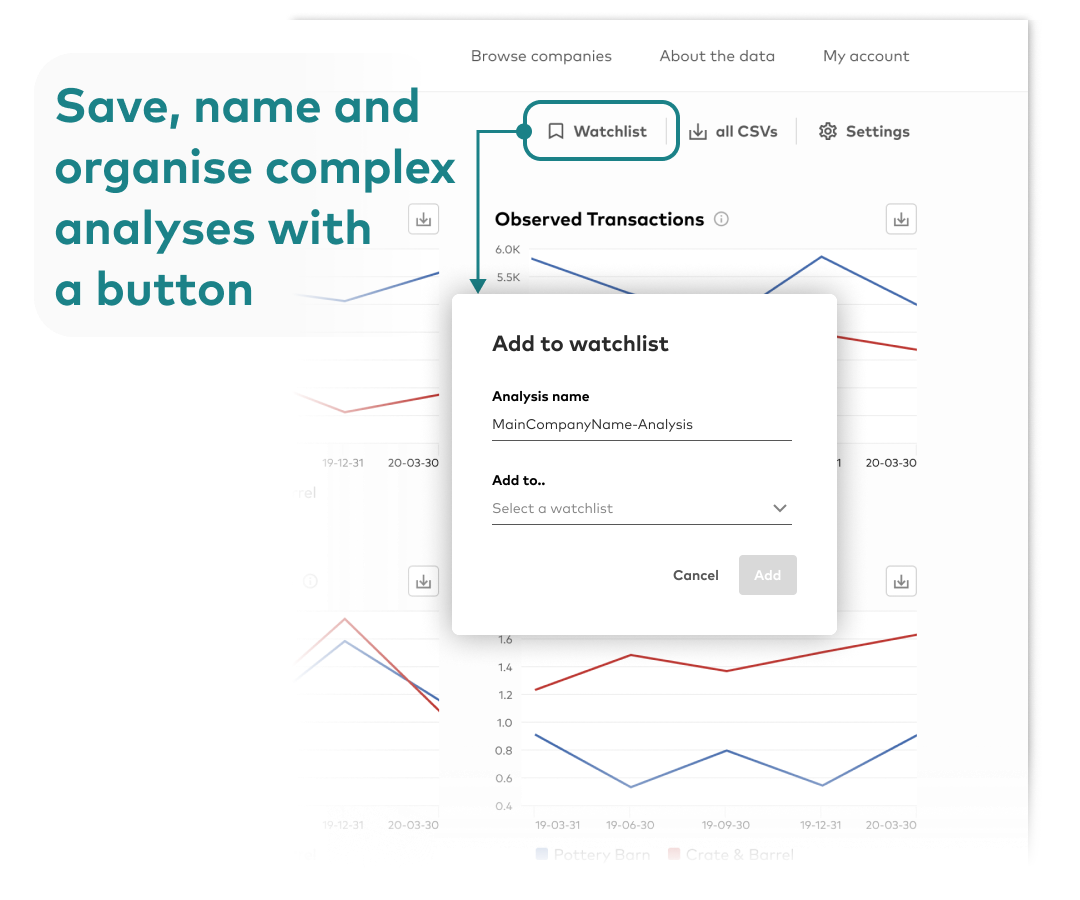 Save, name and
organise complex
analyses with
a button
Browse companies
About the data
My account
Watchlist
all CSVs
Settings
Observed Transactions
6.0K
5.5K
Add to watchlist
Analysis name
MainCompanyName-Analysis
Add to..
Select a watchlist
Cancel
Add
19-12-31
20-03-30
1
20-03-30
rel
1.6
1.4
1.2
1.0
0.8
0.6
0.4
19-12-31
20-03-30
19-03-31
19-06-30
19-09-30
19-12-31
20-03-30
Pottery Barn
Crate & Barrel